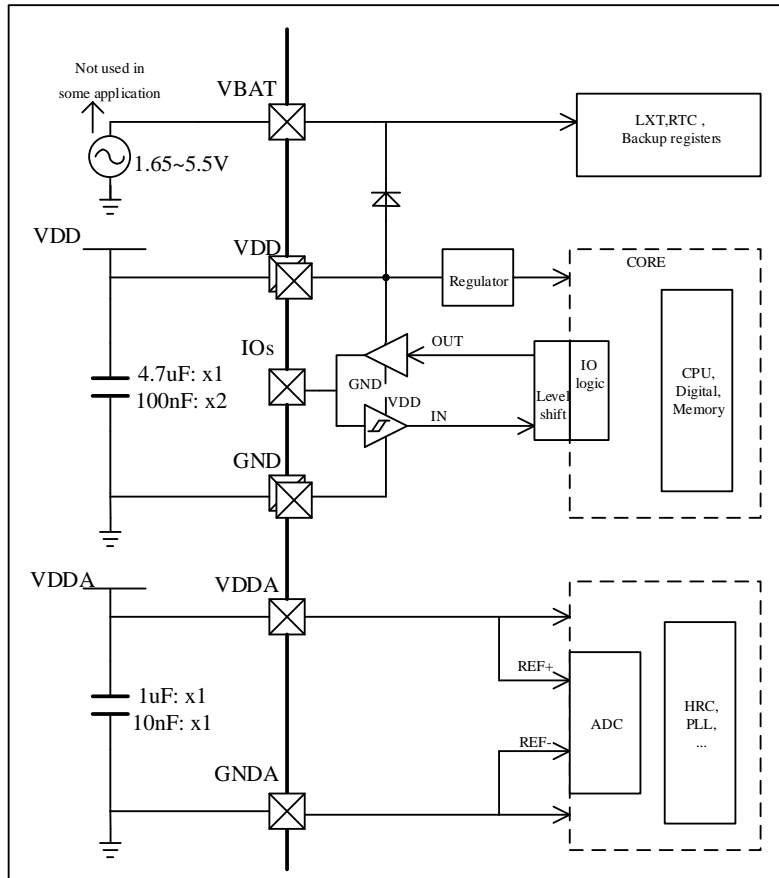 Not used in
some application
VBAT
1.65~5.5V
LXT,RTC ,
Backup registers
VDD
VDD
Regulator
CORE
IOs
OUT
GND
VDD
IN
Level
shift
IO
logic
CPU,
Digital,
Memory
4.7uF: x1
100nF: x2
GND
VDDA
VDDA
REF+
1uF: x1
10nF: x1
ADC
HRC,
PLL,
...
REF-
GNDA